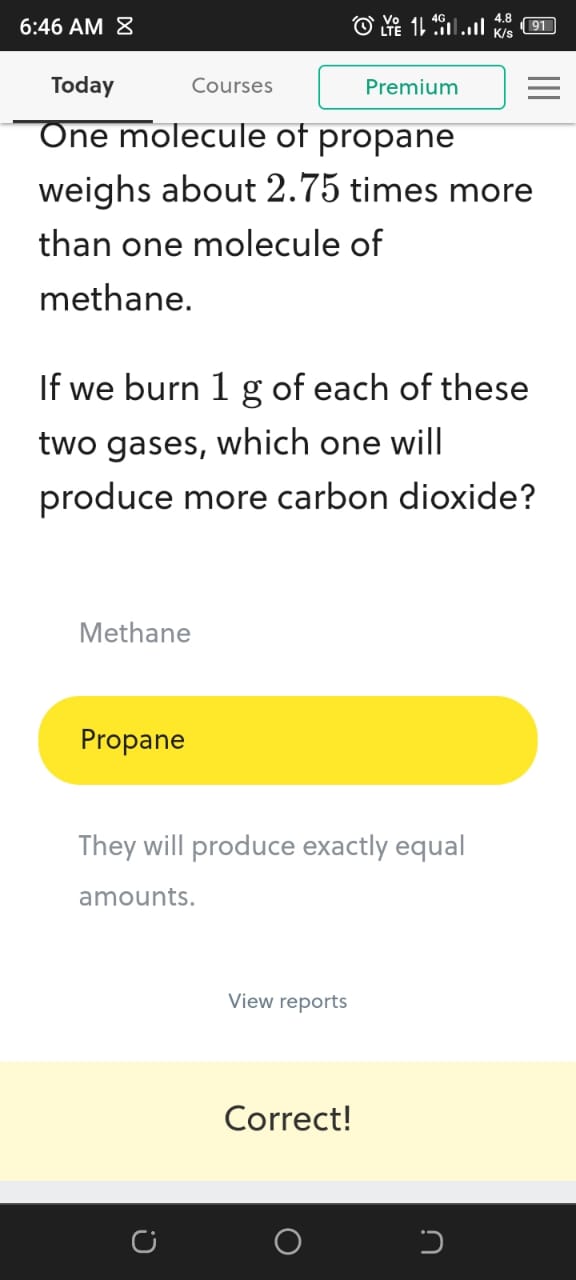 6:46 AM Vo LTE 4G 4.8 K/s 91
Today Courses Premium
One molecule of propane
weighs about 2.75 times more
than one molecule of
methane.
If we burn 1 g of each of these
two gases, which one will
produce more carbon dioxide?
Methane
Propane
They will produce exactly equal
amounts.
View reports
Correct!